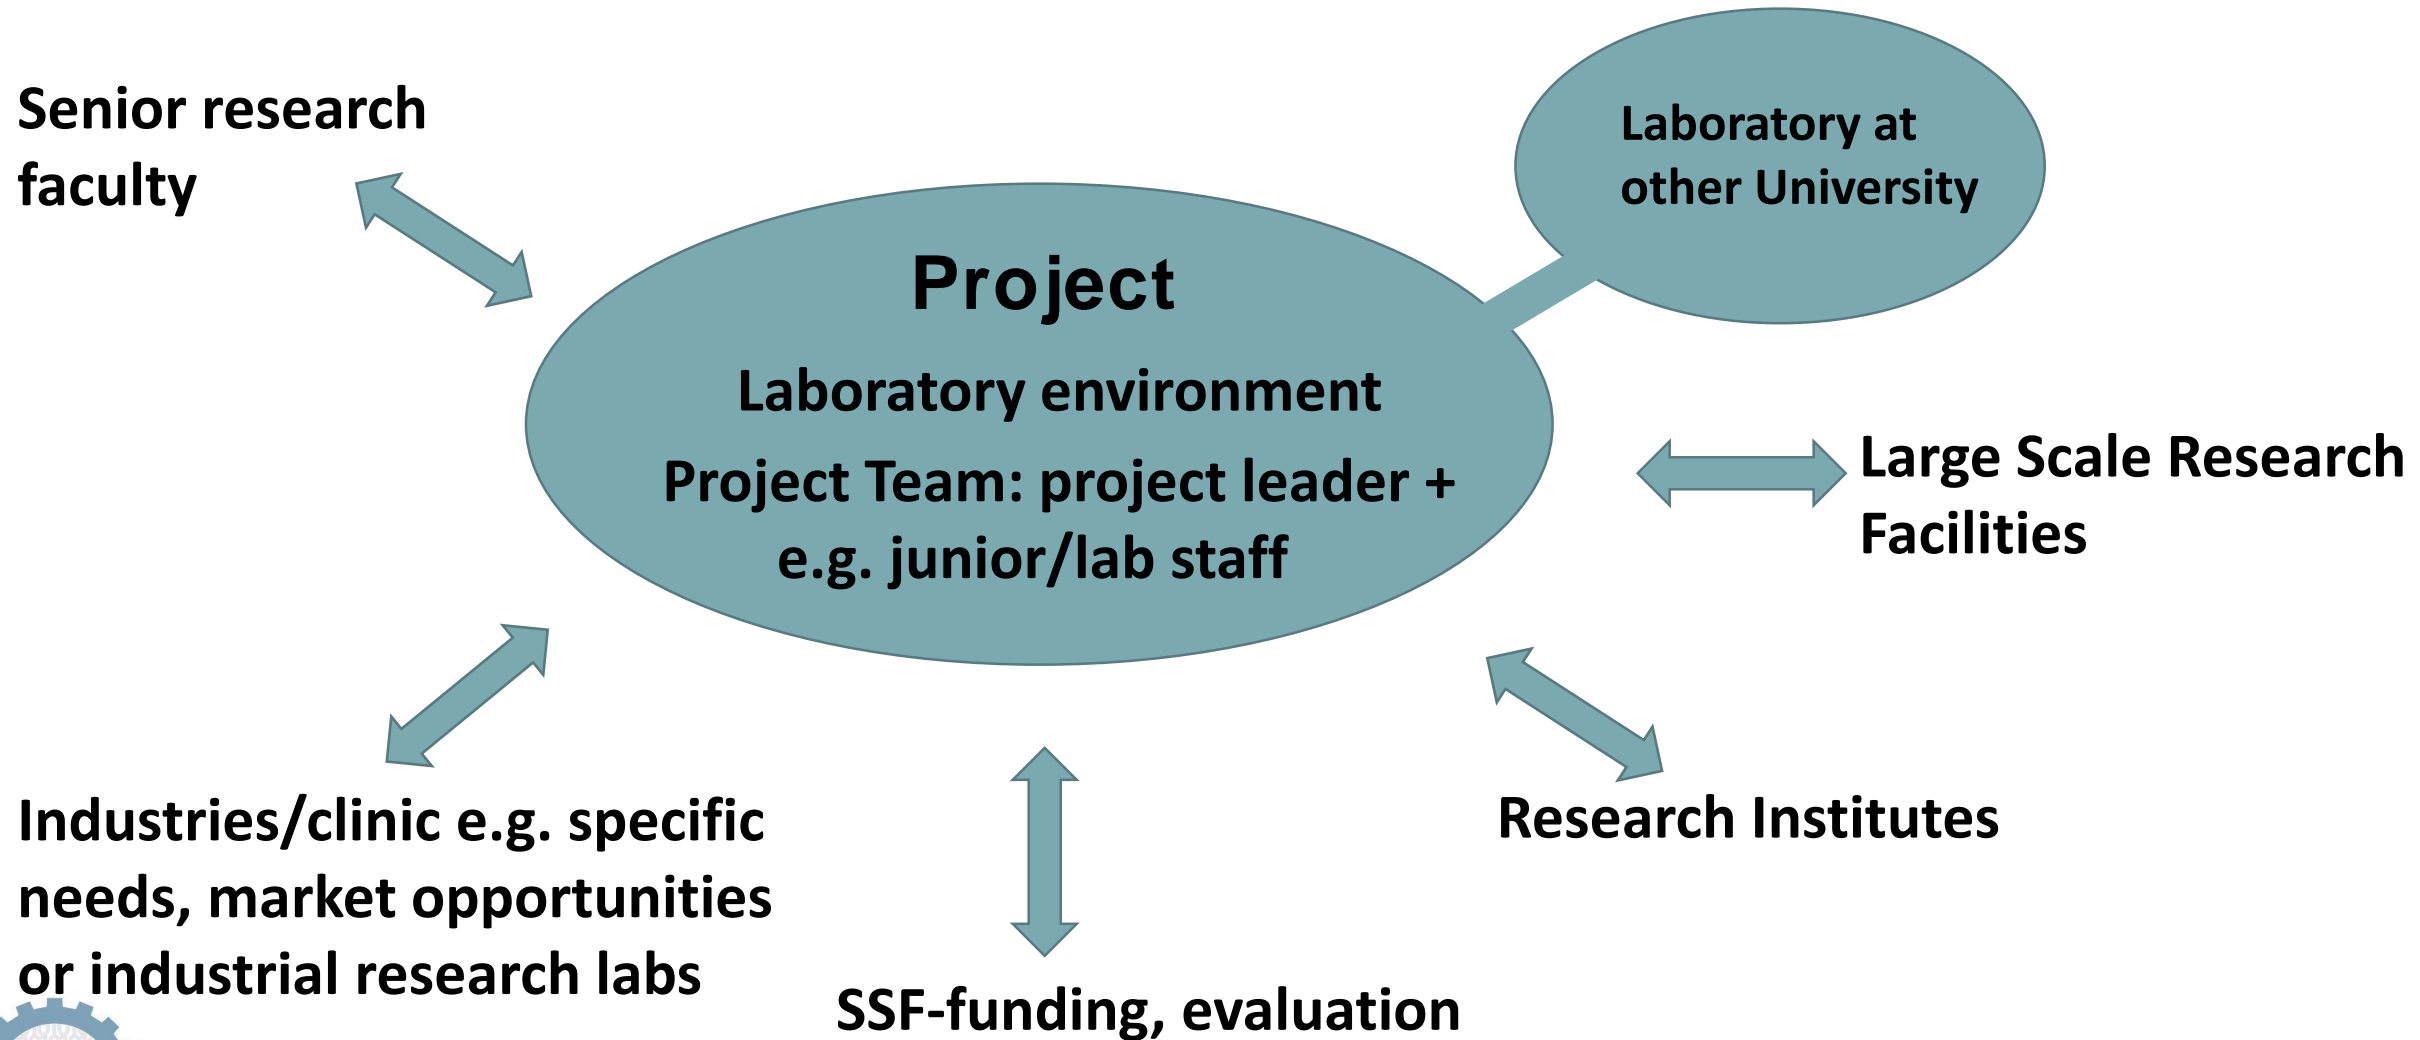 Senior research
faculty
Laboratory at
other University
Project
Laboratory environment
Project Team: project leader +
e.g. junior/lab staff
Large Scale Research
Facilities
Industries/clinic e.g. specific
needs, market opportunities
or industrial research labs
Research Institutes
SSF-funding, evaluation